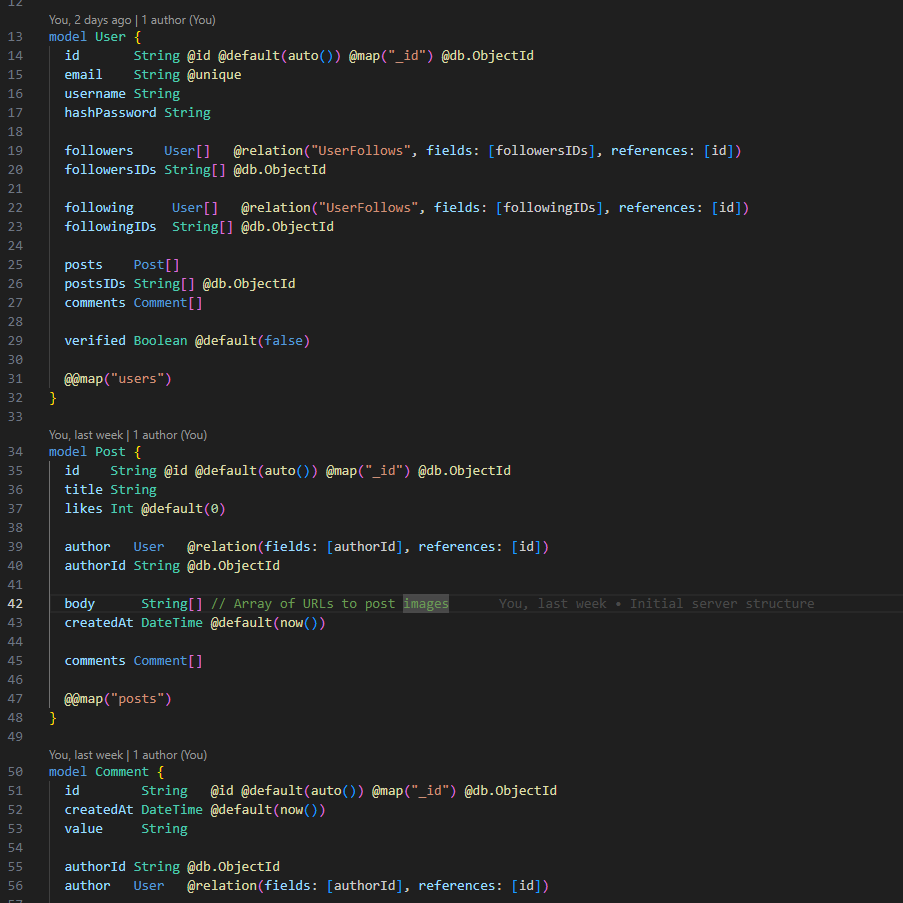 12
You, 2 days ago | 1 author (You)
13 model User {
14 id String @id @default(auto()) @map("_id") @db.ObjectId
15 email String @unique
16 username String
17 hashPassword String
18
19 followers User[] @relation("UserFollows", fields: [followersIDs], references: [id])
20 followersIDs String[] @db.ObjectId
21
22 following User[] @relation("UserFollows", fields: [followingIDs], references: [id])
23 followingIDs String[] @db.ObjectId
24
25 posts Post[]
26 postsIDs String[] @db.ObjectId
27 comments Comment[]
28
29 verified Boolean @default(false)
30
31 @@map("users")
32 }
33
You, last week | 1 author (You)
34 model Post {
35 id String @id @default(auto()) @map("_id") @db.ObjectId
36 title String
37 likes Int @default(0)
38
39 author User @relation(fields: [authorId], references: [id])
40 authorId String @db.ObjectId
41
42 body String[] // Array of URLs to post images You, last week • Initial server structure
43 createdAt DateTime @default(now())
44
45 comments Comment[]
46
47 @@map("posts")
48 }
49
You, last week | 1 author (You)
50 model Comment {
51 id String @id @default(auto()) @map("_id") @db.ObjectId
52 createdAt DateTime @default(now())
53 value String
54
55 authorId String @db.ObjectId
56 author User @relation(fields: [authorId], references: [id])
57